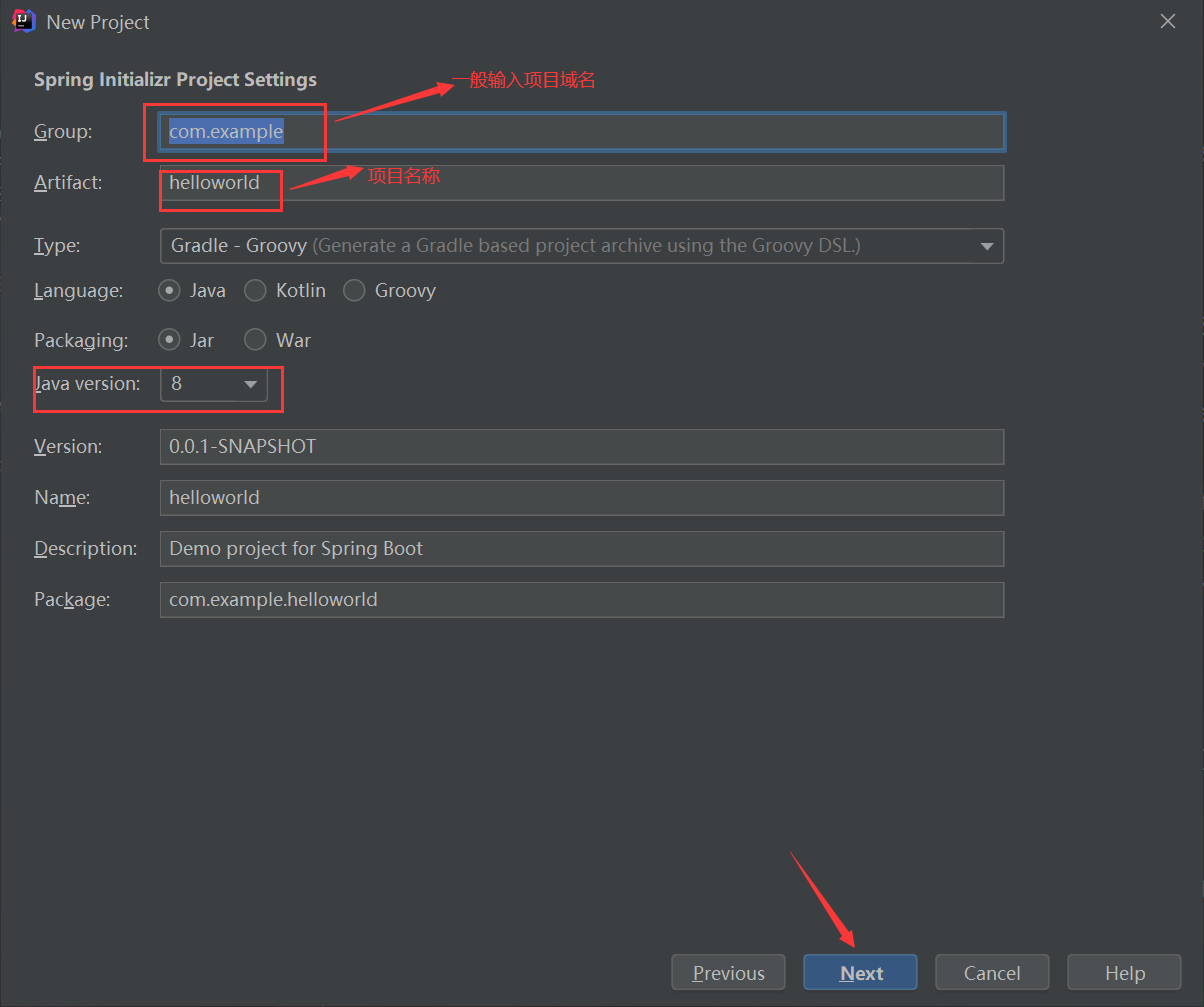 New Project
Spring Initializr Project Settings
一般输入项目域名
Group: com.example
Artifact: helloworld
项目名称
Type: Gradle - Groovy (Generate a Gradle based project archive using the Groovy DSL.)
Language: Java Kotlin Groovy
Packaging: Jar War
Java version: 8
Version: 0.0.1-SNAPSHOT
Name: helloworld
Description: Demo project for Spring Boot
Package: com.example.helloworld
Previous Next Cancel Help